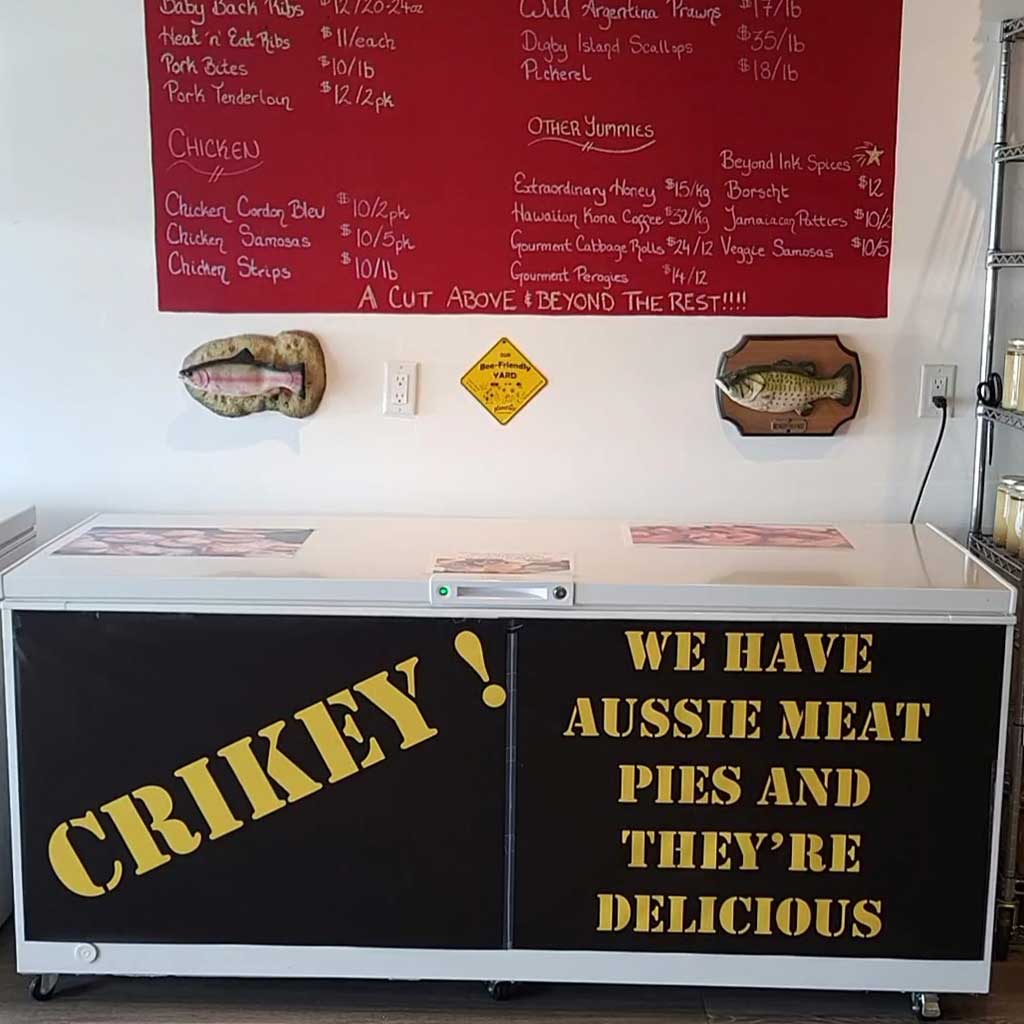 Baby Back Ribs $12/20-24oz
Heat 'n' Eat Ribs $11/each
Pork Bites $10/lb
Pork Tenderloin $12/2pk
CHICKEN
Chicken Cordon Bleu $10/2pk
Chicken Samosas $10/5pk
Chicken Strips $10/lb
Wild Argentina Prawns $17/lb
Digby Island Scallops $35/lb
Pickerel $18/lb
OTHER YUMMIES
Extraordinary Honey $15/kg
Hawaiian Kona Coffee $32/kg
Gourment Cabbage Rolls $24/12
Gourment Perogies $14/12
Beyond Ink Spices
Borscht $12
Jamaiacan Patties $10/2
Veggie Samosas $10/5
A CUT ABOVE & BEYOND THE REST!!!!
OUR
Bee-Friendly
YARD
CRIKEY!
WE HAVE
AUSSIE MEAT
PIES AND
THEY'RE
DELICIOUS